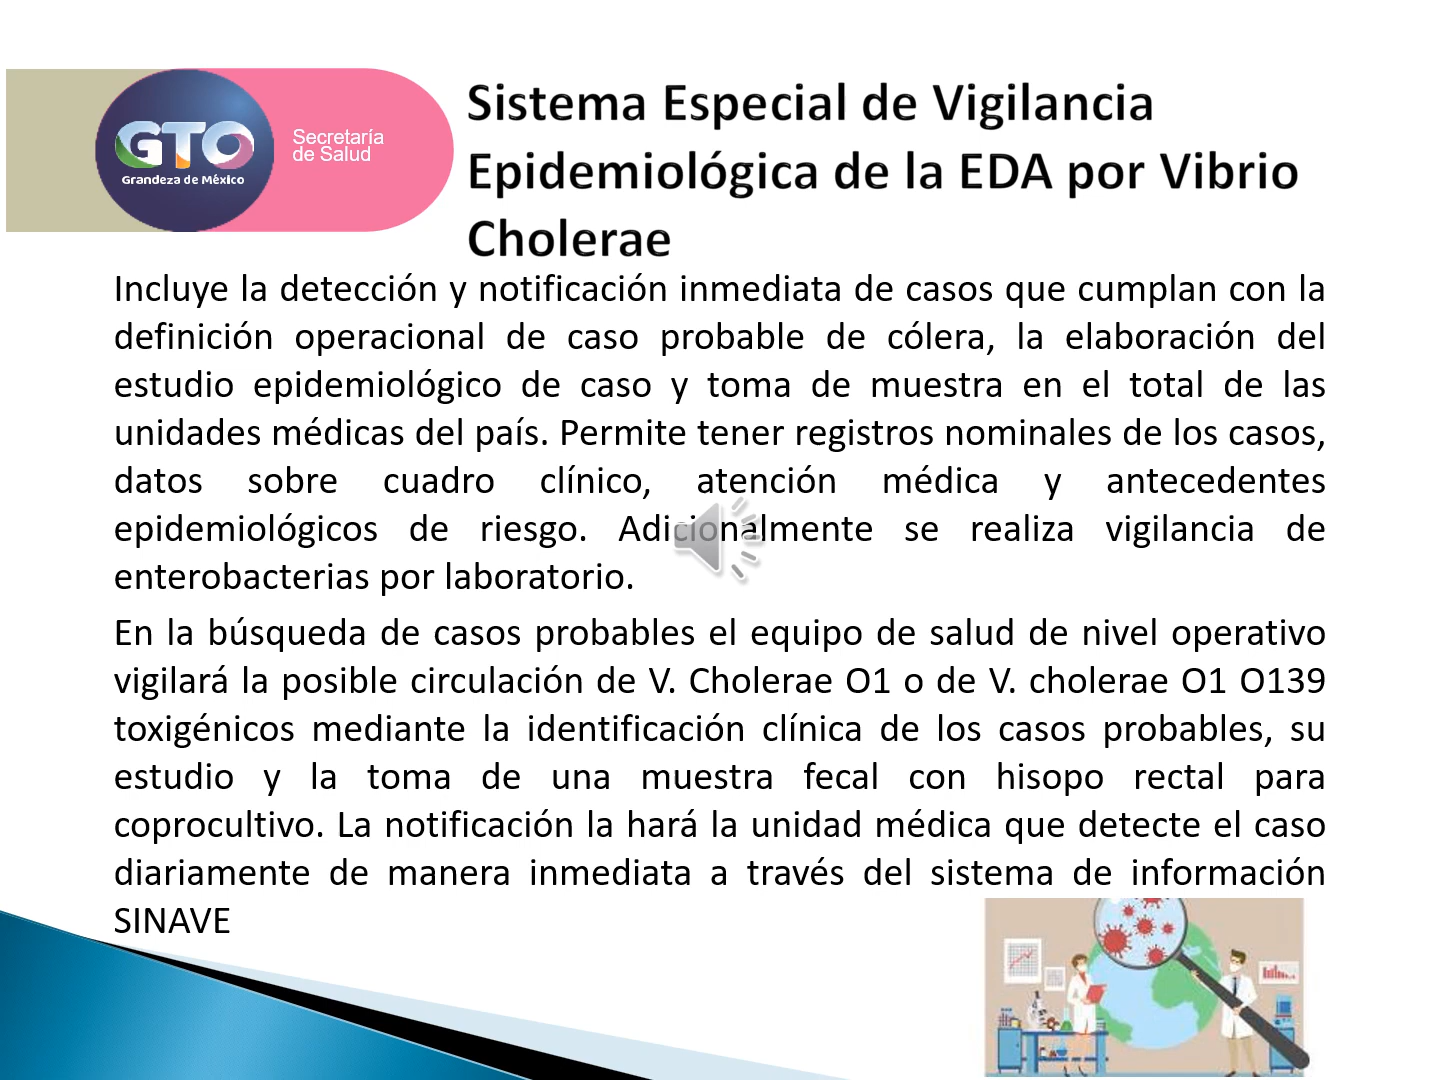 GTO
Grandeza de México
Secretaría
de Salud
Sistema Especial de Vigilancia
Epidemiológica de la EDA por Vibrio
Cholerae
Incluye la detección y notificación inmediata de casos que cumplan con la
definición operacional de caso probable de cólera, la elaboración del
estudio epidemiológico de caso y toma de muestra en el total de las
unidades médicas del país. Permite tener registros nominales de los casos,
datos sobre cuadro clínico, atención médica y antecedentes
epidemiológicos de riesgo. Adicionalmente se realiza vigilancia de
enterobacterias por laboratorio.
En la búsqueda de casos probables el equipo de salud de nivel operativo
vigilará la posible circulación de V. Cholerae O1 o de V. cholerae O1 O139
toxigénicos mediante la identificación clínica de los casos probables, su
estudio y la toma de una muestra fecal con hisopo rectal para
coprocultivo. La notificación la hará la unidad médica que detecte el caso
diariamente de manera inmediata a través del sistema de información
SINAVE